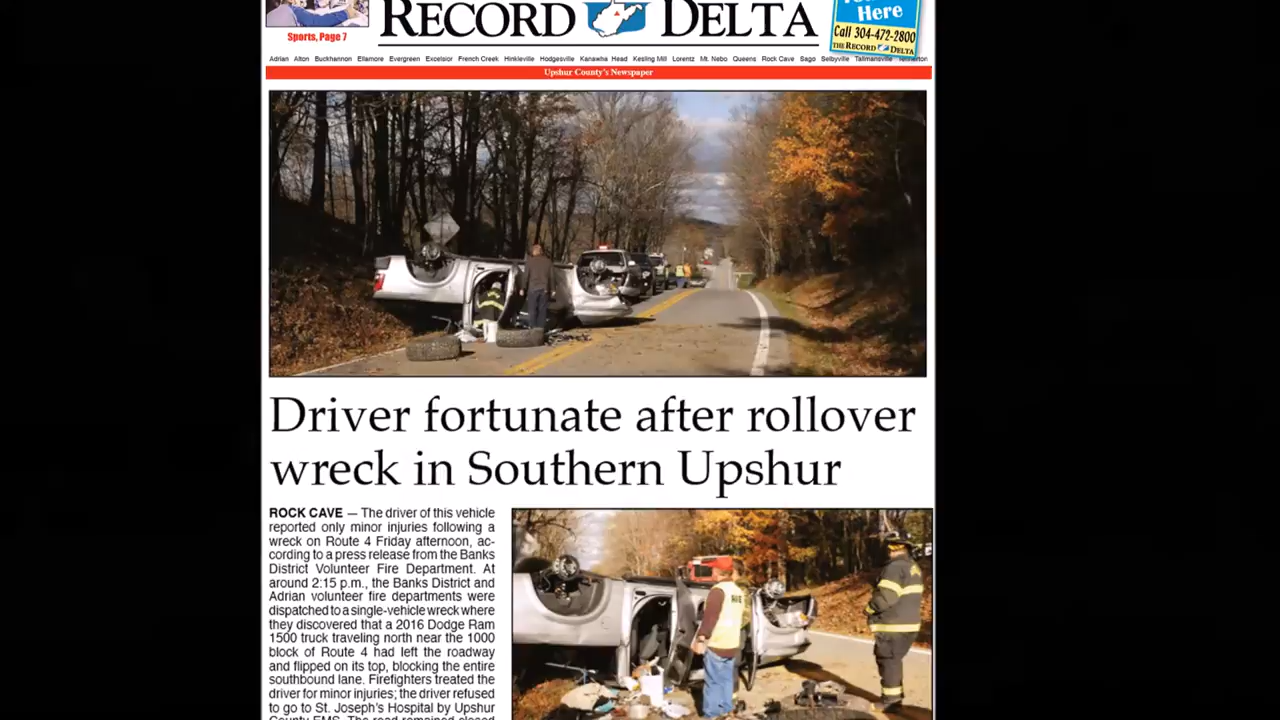 RECORD DELTA
Here
Sports, Page 7
Call 304-472-2800
THE RECORD DELTA
Adrian Alton Buckhannon Ellamore Evergreen Excelsior French Creek Hinkleville Hodgesville Kanawha Head Kesling Mill Lorentz Mt. Nebo Queens Rock Cave Sago Selbyville Tallmansville Tennerton
Upshur County's Newspaper
Driver fortunate after rollover
wreck in Southern Upshur
ROCK CAVE — The driver of this vehicle
reported only minor injuries following a
wreck on Route 4 Friday afternoon, ac-
cording to a press release from the Banks
District Volunteer Fire Department. At
around 2:15 p.m., the Banks District and
Adrian volunteer fire departments were
dispatched to a single-vehicle wreck where
they discovered that a 2016 Dodge Ram
1500 truck traveling north near the 1000
block of Route 4 had left the roadway
and flipped on its top, blocking the entire
southbound lane. Firefighters treated the
driver for minor injuries; the driver refused
to go to St. Joseph's Hospital by Upshur
County EMS. The road remained closed